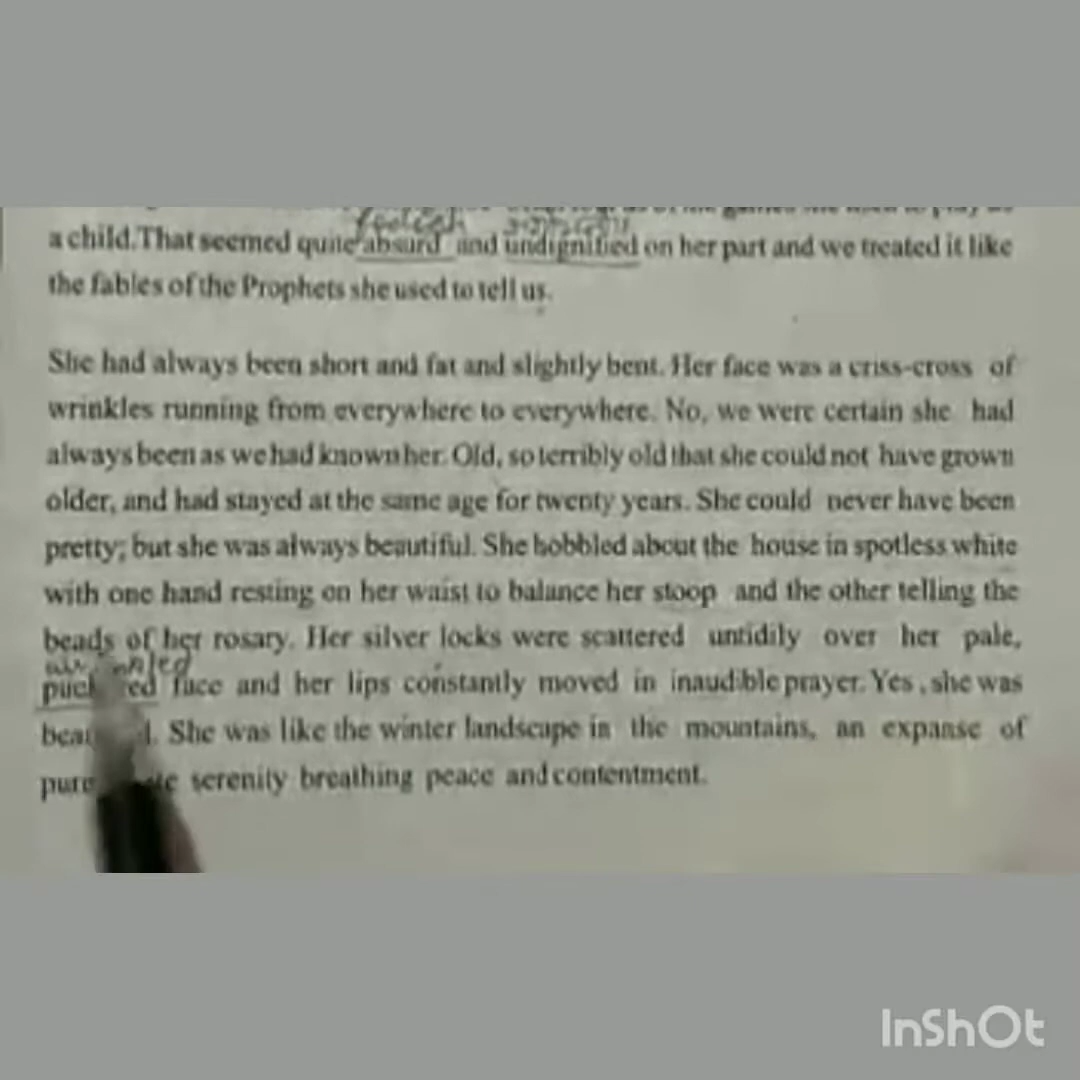 foolish
a child. That seemed quite absurd and undignified on her part and we treated it like
the fables of the Prophets she used to tell us.
She had always been short and fat and slightly bent. Her face was a criss-cross of
wrinkles running from everywhere to everywhere. No, we were certain she had
always been as we had known her. Old, so terribly old that she could not have grown
older, and had stayed at the same age for twenty years. She could never have been
pretty; but she was always beautiful. She hobbled about the house in spotless white
with one hand resting on her waist to balance her stoop and the other telling the
beads of her rosary. Her silver locks were scattered untidily over her pale,
face and her lips constantly moved in inaudible prayer. Yes, she was
She was like the winter landscape in the mountains, an expanse of
serenity breathing peace and contentment.
InShOt